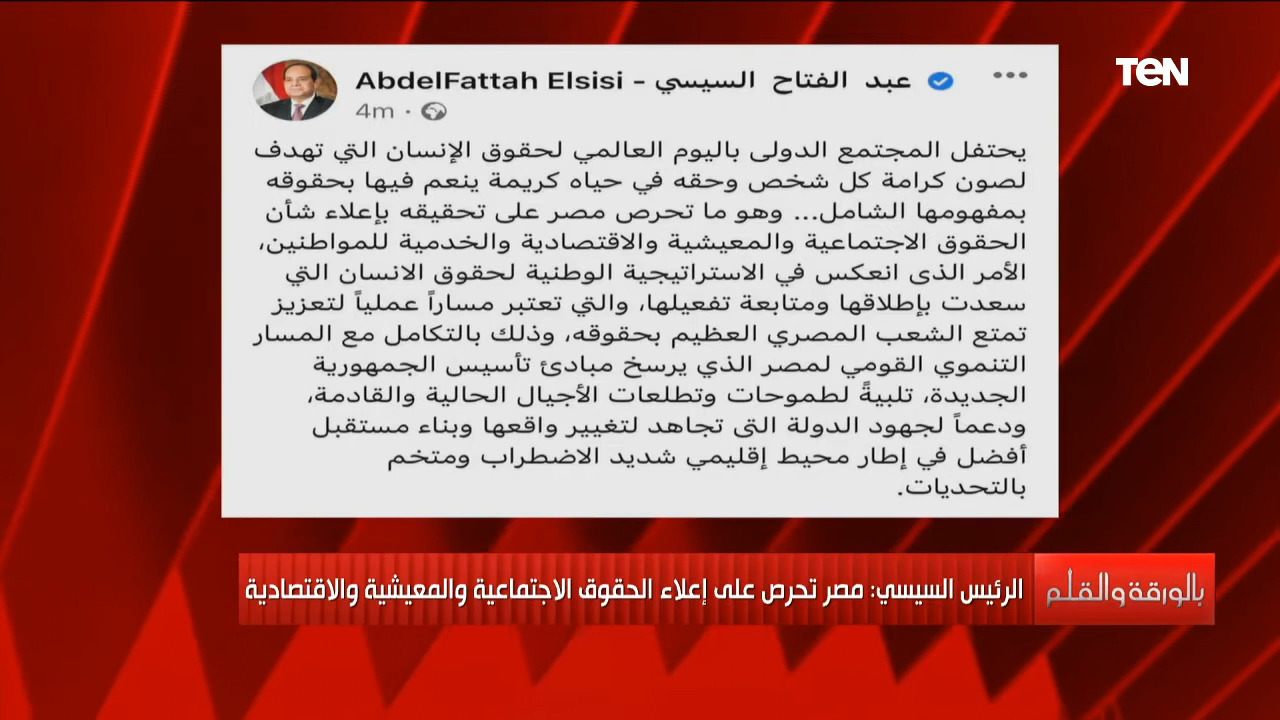 TEN
AbdelFattah Elsisi – عبد الفتاح السيسي
4m ·
يحتفل المجتمع الدولى باليوم العالمي لحقوق الإنسان التي تهدف
لصون كرامة كل شخص وحقه في حياه كريمة ينعم فيها بحقوقه
بمفهومها الشامل... وهو ما تحرص مصر على تحقيقه بإعلاء شأن
الحقوق الاجتماعية والمعيشية والاقتصادية والخدمية للمواطنين،
الأمر الذى انعكس في الاستراتيجية الوطنية لحقوق الانسان التي
سعدت بإطلاقها ومتابعة تفعيلها، والتي تعتبر مساراً عملياً لتعزيز
تمتع الشعب المصري العظيم بحقوقه، وذلك بالتكامل مع المسار
التنموي القومي لمصر الذي يرسخ مبادئ تأسيس الجمهورية
الجديدة، تلبيةً لطموحات وتطلعات الأجيال الحالية والقادمة،
ودعماً لجهود الدولة التى تجاهد لتغيير واقعها وبناء مستقبل
أفضل في إطار محيط إقليمي شديد الاضطراب ومتخم
بالتحديات.
بالورقة والقلم
الرئيس السيسي: مصر تحرص على إعلاء الحقوق الاجتماعية والمعيشية والاقتصادية